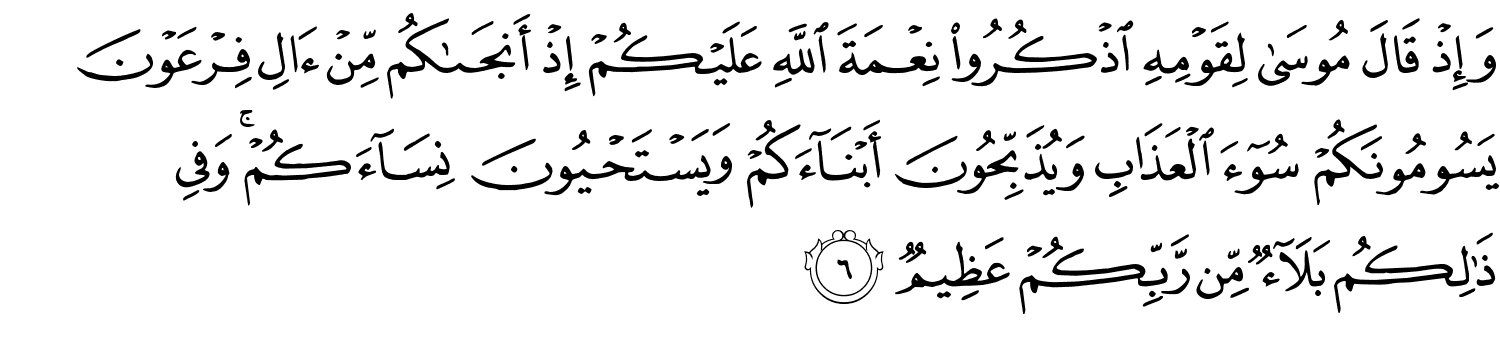 وَإِذۡ قَالَ مُوسَىٰ لِقَوۡمِهِ ٱذۡكُرُواْ نِعۡمَةَ ٱللَّهِ عَلَيۡكُمۡ إِذۡ أَنجَىٰكُم مِّنۡ ءَالِ فِرۡعَوۡنَ
يَسُومُونَكُمۡ سُوٓءَ ٱلۡعَذَابِ وَيُذَبِّحُونَ أَبۡنَآءَكُمۡ وَيَسۡتَحۡيُونَ نِسَآءَكُمۡۚ وَفِي
ذَٰلِكُم بَلَآءٞ مِّن رَّبِّكُمۡ عَظِيمٞ ٦